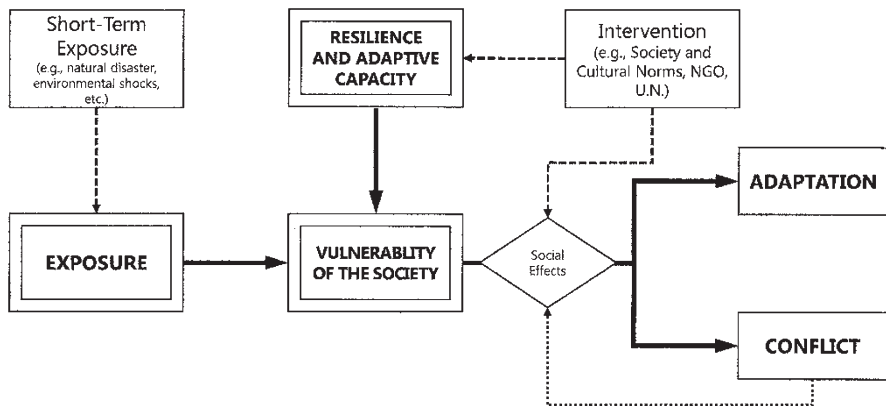 Short-Term
Exposure
(e.g., natural disaster,
environmental shocks,
etc.)
RESILIENCE
AND ADAPTIVE
CAPACITY
Intervention
(e.g., Society and
Cultural Norms, NGO,
U.N.)
ADAPTATION
EXPOSURE
VULNERABLITY
OF THE SOCIETY
Social
Effects
CONFLICT